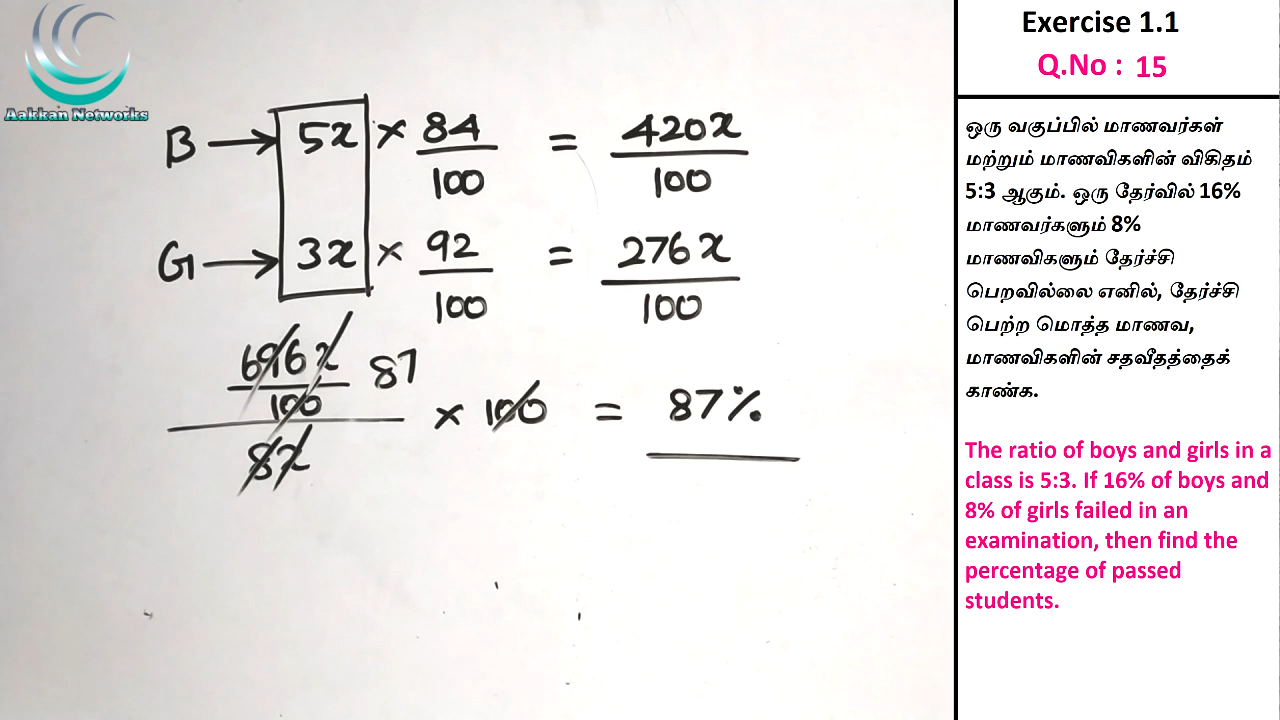 Aakkan Networks
Exercise 1.1
Q.No : 15
B → 5x × 84/100 = 420x/100
G → 3x × 92/100 = 276x/100
696x/100 87
8x
× 100 = 87%
ஒரு வகுப்பில் மாணவர்கள்
மற்றும் மாணவிகளின் விகிதம்
5:3 ஆகும். ஒரு தேர்வில் 16%
மாணவர்களும் 8%
மாணவிகளும் தேர்ச்சி
பெறவில்லை எனில், தேர்ச்சி
பெற்ற மொத்த மாணவ,
மாணவிகளின் சதவீதத்தைக்
காண்க.
The ratio of boys and girls in a
class is 5:3. If 16% of boys and
8% of girls failed in an
examination, then find the
percentage of passed
students.